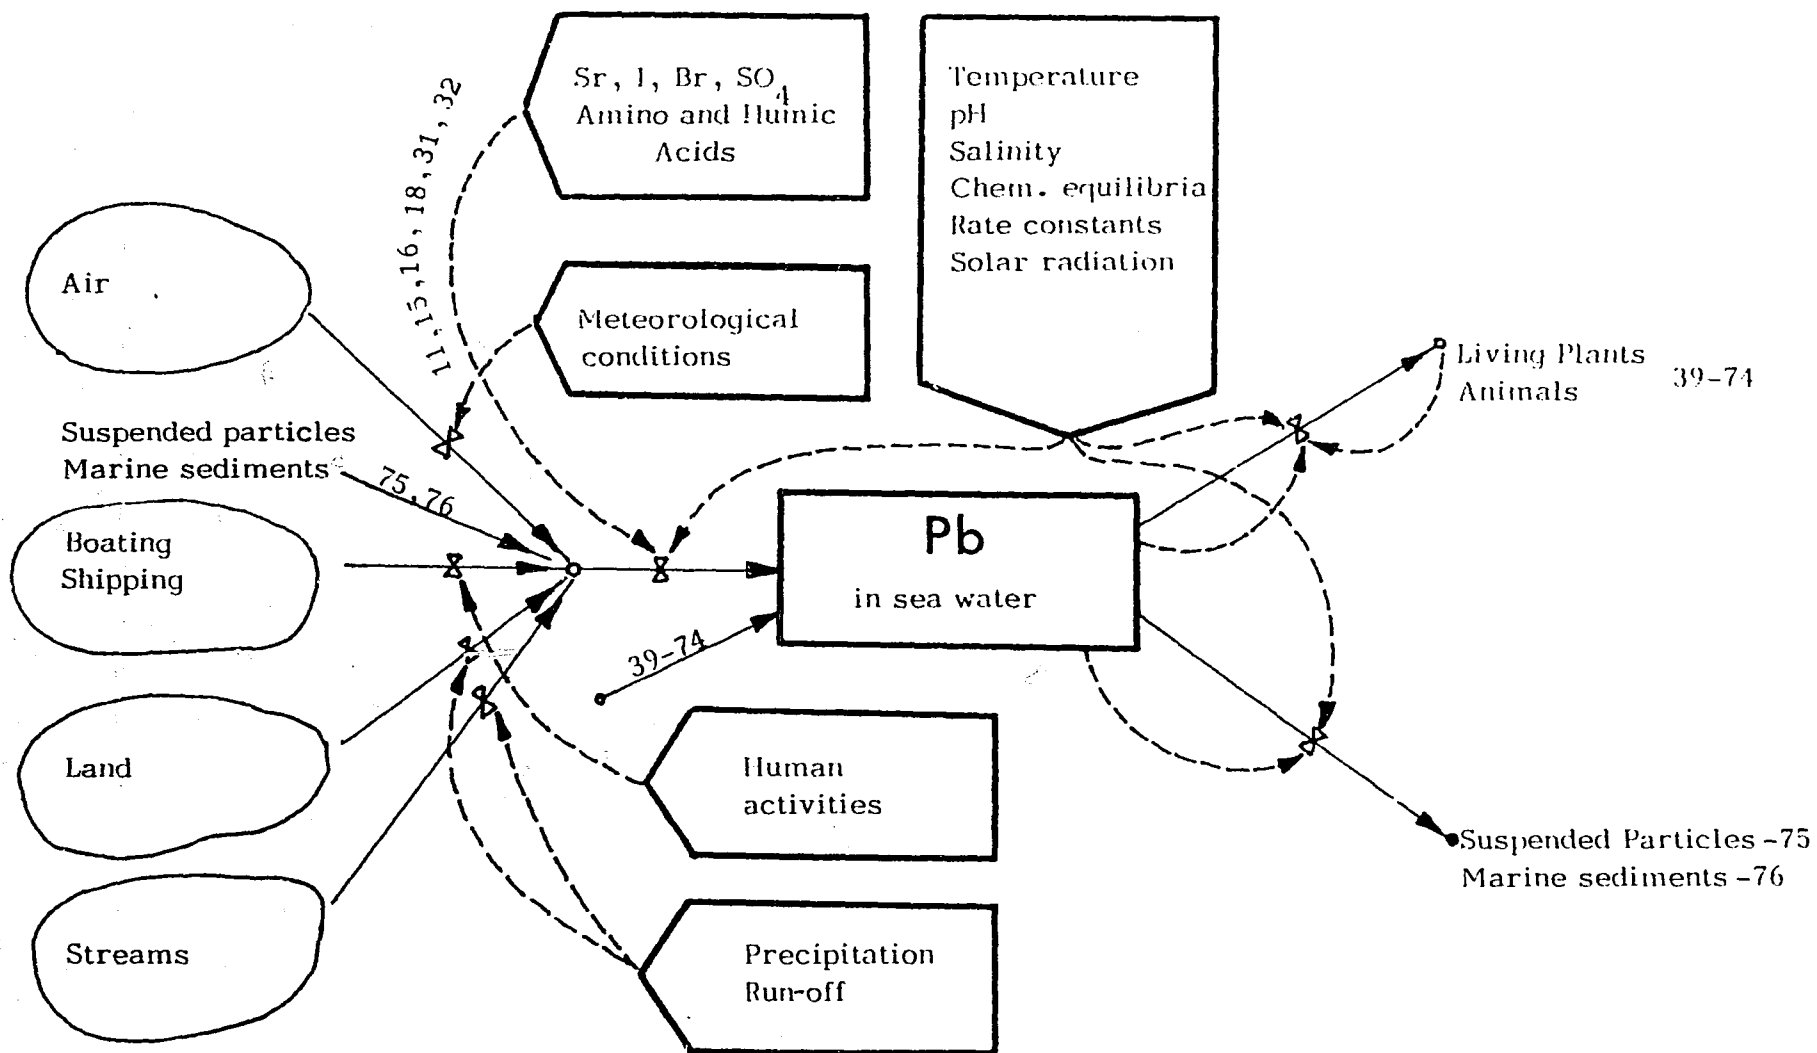 Sr, I, Br, SO4
Amino and Humic
Acids
Temperature
pH
Salinity
Chem. equilibria
Rate constants
Solar radiation
11,15,16,18,31,32
Air
Meteorological
conditions
Living Plants
Animals
39-74
Suspended particles
Marine sediments
75,76
Boating
Shipping
Pb
in sea water
39-74
Land
Human
activities
Suspended Particles -75
Marine sediments -76
Streams
Precipitation
Run-off